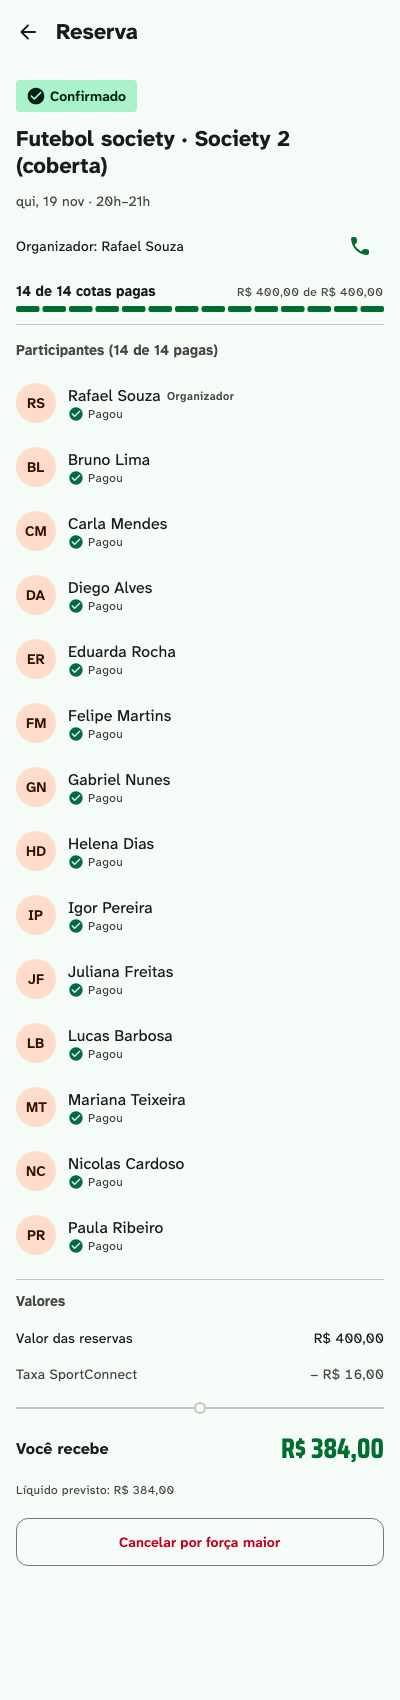 Reserva
Confirmado
Futebol society · Society 2
(coberta)
qui, 19 nov · 20h–21h
Organizador: Rafael Souza
14 de 14 cotas pagas R$ 400,00 de R$ 400,00
Participantes (14 de 14 pagas)
RS Rafael Souza Organizador
Pagou
BL Bruno Lima
Pagou
CM Carla Mendes
Pagou
DA Diego Alves
Pagou
ER Eduarda Rocha
Pagou
FM Felipe Martins
Pagou
GN Gabriel Nunes
Pagou
HD Helena Dias
Pagou
IP Igor Pereira
Pagou
JF Juliana Freitas
Pagou
LB Lucas Barbosa
Pagou
MT Mariana Teixeira
Pagou
NC Nicolas Cardoso
Pagou
PR Paula Ribeiro
Pagou
Valores
Valor das reservas R$ 400,00
Taxa SportConnect – R$ 16,00
Você recebe R$ 384,00
Líquido previsto: R$ 384,00
Cancelar por força maior